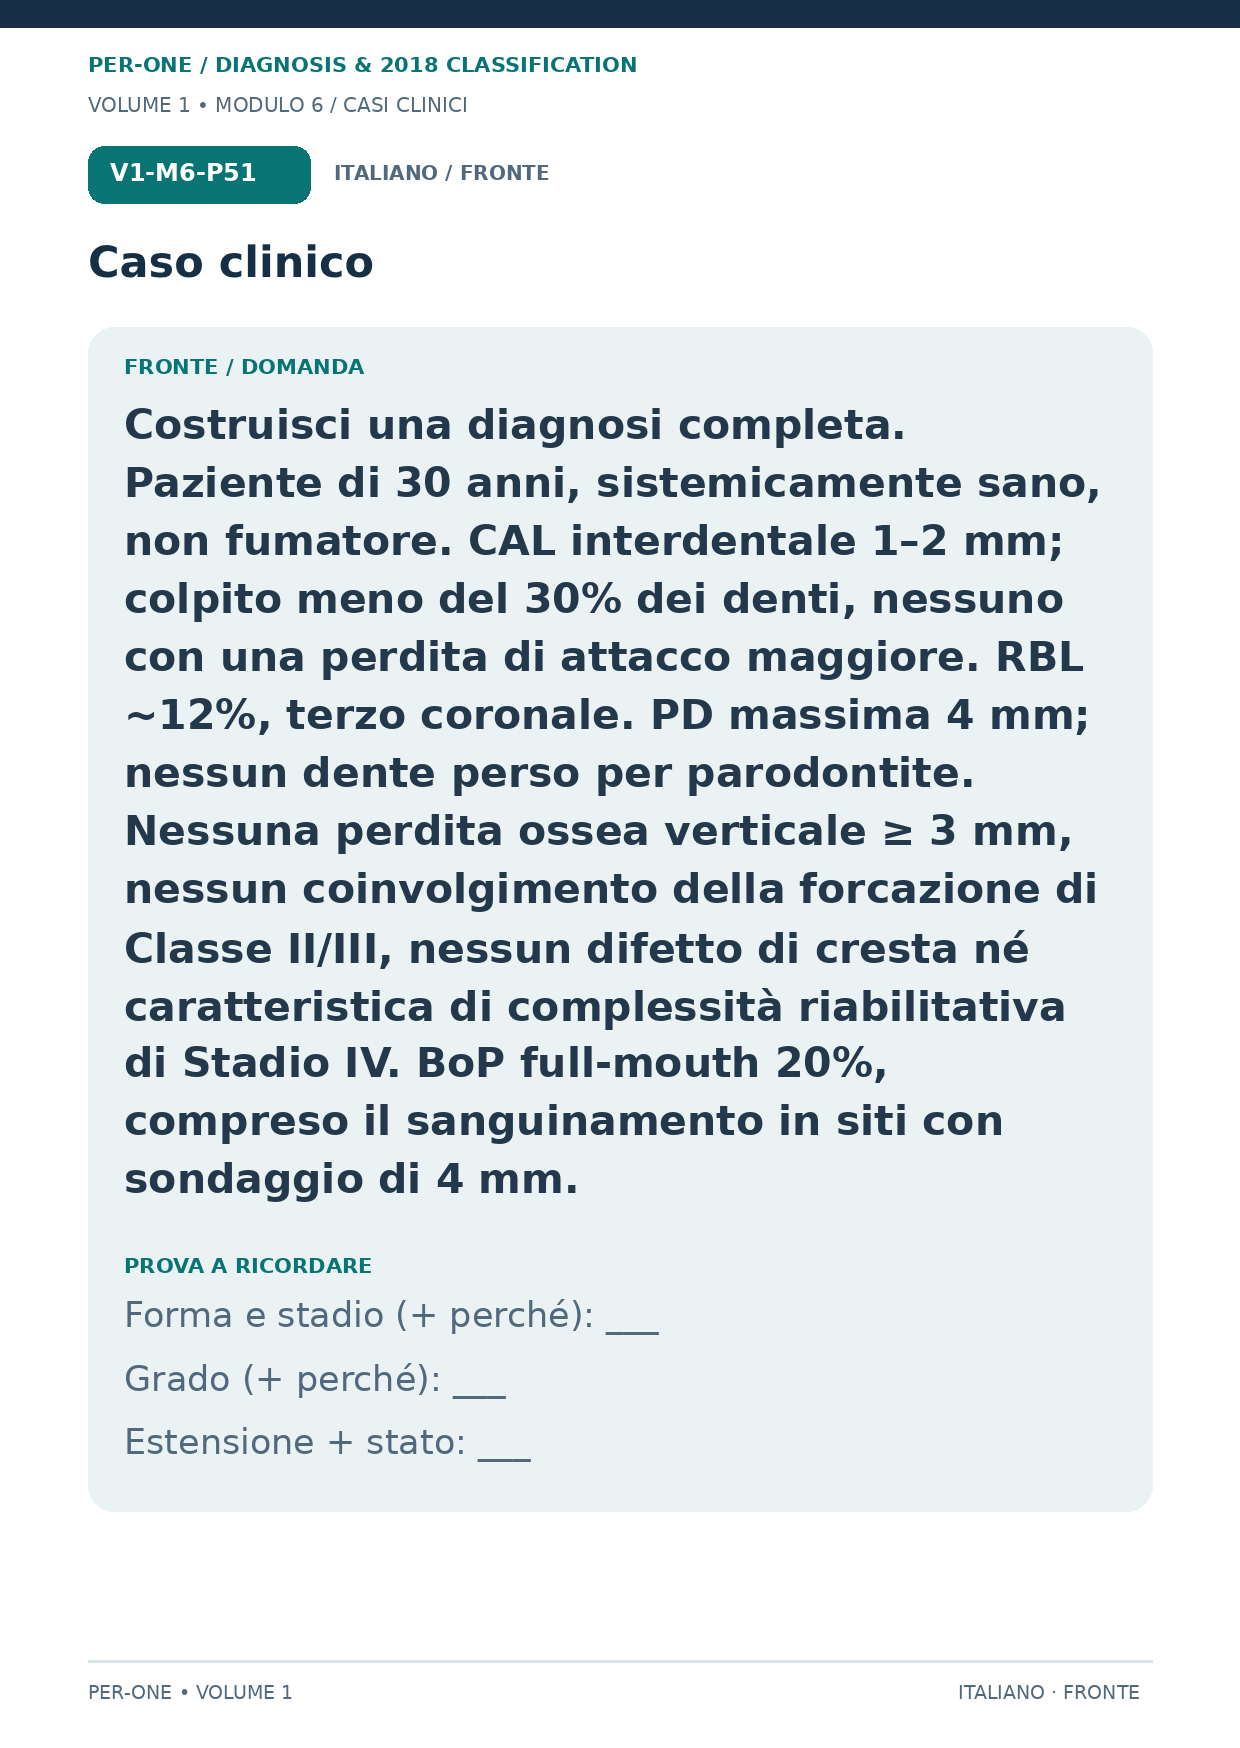 PER-ONE / DIAGNOSIS & 2018 CLASSIFICATION
VOLUME 1 • MODULO 6 / CASI CLINICI
V1-M6-P51
ITALIANO / FRONTE
Caso clinico
FRONTE / DOMANDA
Costruisci una diagnosi completa.
Paziente di 30 anni, sistemicamente sano,
non fumatore. CAL interdentale 1–2 mm;
colpito meno del 30% dei denti, nessuno
con una perdita di attacco maggiore. RBL
~12%, terzo coronale. PD massima 4 mm;
nessun dente perso per parodontite.
Nessuna perdita ossea verticale ≥ 3 mm,
nessun coinvolgimento della forcazione di
Classe II/III, nessun difetto di cresta né
caratteristica di complessità riabilitativa
di Stadio IV. BoP full-mouth 20%,
compreso il sanguinamento in siti con
sondaggio di 4 mm.
PROVA A RICORDARE
Forma e stadio (+ perché): ___
Grado (+ perché): ___
Estensione + stato: ___
PER-ONE • VOLUME 1
ITALIANO · FRONTE